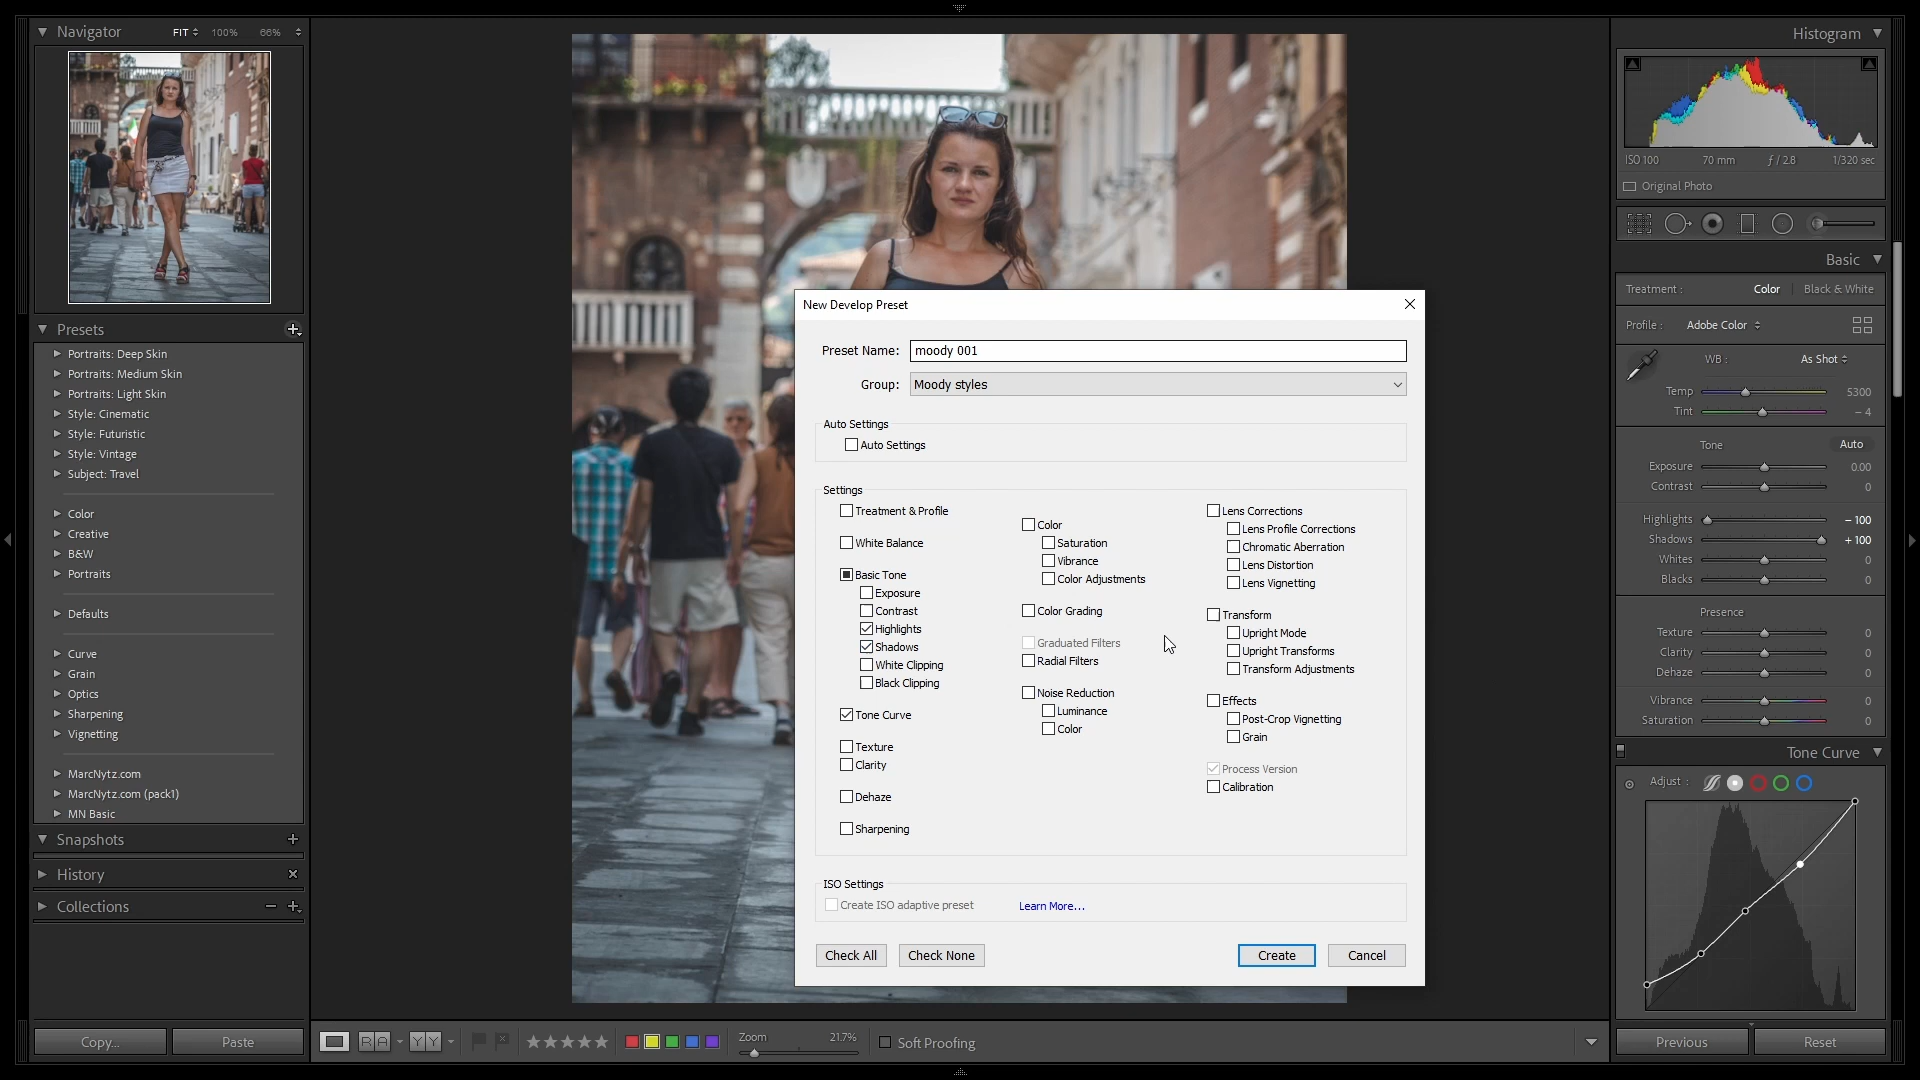 Navigator
FIT 100% 66%
Presets
Portraits: Deep Skin
Portraits: Medium Skin
Portraits: Light Skin
Style: Cinematic
Style: Futuristic
Style: Vintage
Subject: Travel
Color
Creative
B&W
Portraits
Defaults
Curve
Grain
Optics
Sharpening
Vignetting
MarcNytz.com
MarcNytz.com (pack1)
MN Basic
Snapshots
History
Collections
Copy...
Paste
New Develop Preset
Preset Name: moody 001
Group: Moody styles
Auto Settings
Auto Settings
Settings
Treatment & Profile
White Balance
Basic Tone
Exposure
Contrast
Highlights
Shadows
White Clipping
Black Clipping
Tone Curve
Texture
Clarity
Dehaze
Sharpening
Color
Saturation
Vibrance
Color Adjustments
Color Grading
Graduated Filters
Radial Filters
Noise Reduction
Luminance
Color
Lens Corrections
Lens Profile Corrections
Chromatic Aberration
Lens Distortion
Lens Vignetting
Transform
Upright Mode
Upright Transforms
Transform Adjustments
Effects
Post-Crop Vignetting
Grain
Process Version
Calibration
ISO Settings
Create ISO adaptive preset
Learn More...
Check All
Check None
Create
Cancel
R A
Y Y
Zoom 21.7%
Soft Proofing
Histogram
ISO 100 70 mm ƒ / 2.8 1/320 sec
Original Photo
Basic
Treatment : Color Black & White
Profile : Adobe Color
WB : As Shot
Temp 5300
Tint – 4
Tone Auto
Exposure 0.00
Contrast 0
Highlights – 100
Shadows + 100
Whites 0
Blacks 0
Presence
Texture 0
Clarity 0
Dehaze 0
Vibrance 0
Saturation 0
Tone Curve
Adjust :
Previous
Reset